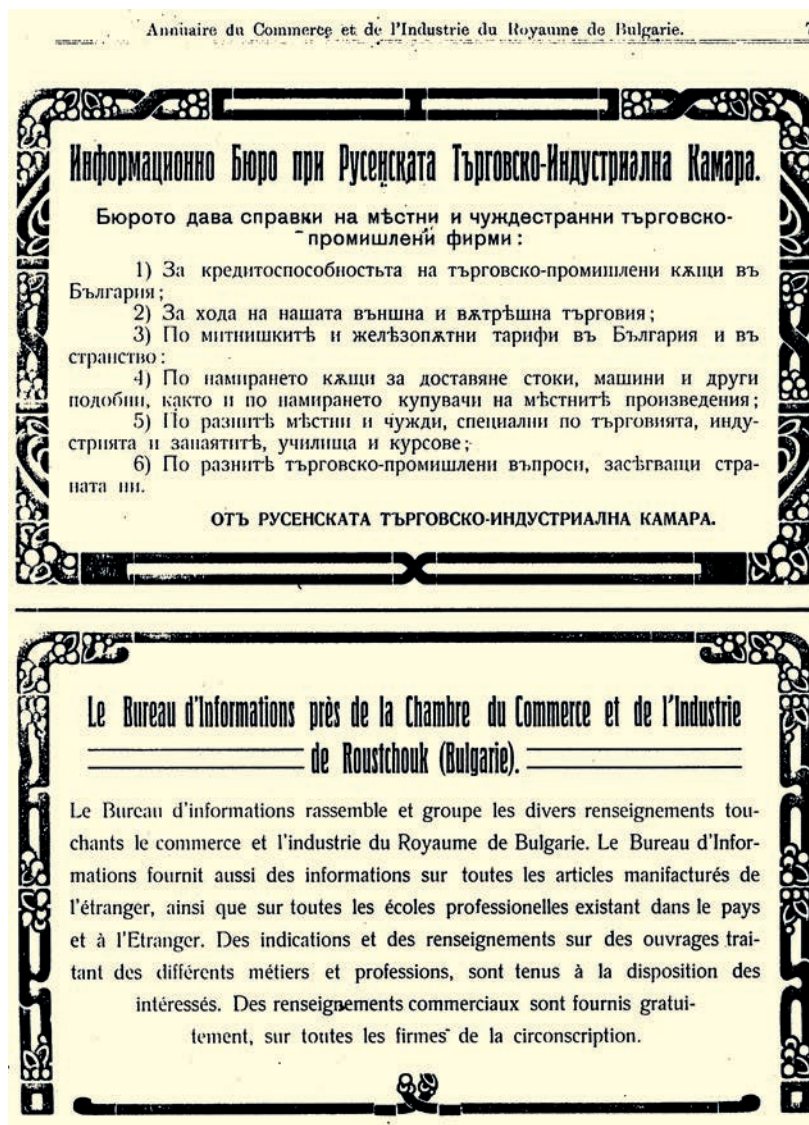 Annuaire du Commerce et de l'Industrie du Royaume de Bulgarie.
Информационно Бюро при Русенската Търговско-Индустриална Камара.
Бюрото дава справки на мѣстни и чуждестранни търговско-
промишлени фирми:
1) За кредитоспособностьта на търговско-промишлени кѫщи въ
България;
2) За хода на нашата външна и вѫтрѣшна търговия;
3) По митнишкитѣ и желѣзопѫтни тарифи въ България и въ
странство:
4) По намирането кѫщи за доставяне стоки, машини и други
подобни, както и по намирането купувачи на мѣстнитѣ произведения;
5) По разнитѣ мѣстни и чужди, специални по търговията, инду-
стрията и занаятитѣ, училища и курсове;
6) По разнитѣ търговско-промишлени въпроси, засѣгващи стра-
ната ни.
ОТЪ РУСЕНСКАТА ТЪРГОВСКО-ИНДУСТРИАЛНА КАМАРА.
Le Bureau d'Informations près de la Chambre du Commerce et de l'Industrie
de Roustchouk (Bulgarie).
Le Bureau d'informations rassemble et groupe les divers renseignements tou-
chants le commerce et l'industrie du Royaume de Bulgarie. Le Bureau d'Infor-
mations fournit aussi des informations sur toutes les articles manifacturés de
l'étranger, ainsi que sur toutes les écoles professionelles existant dans le pays
et à l'Etranger. Des indications et des renseignements sur des ouvrages trai-
tant des différents métiers et professions, sont tenus à la disposition des
intéressés. Des renseignements commerciaux sont fournis gratui-
tement, sur toutes les firmes de la circonscription.